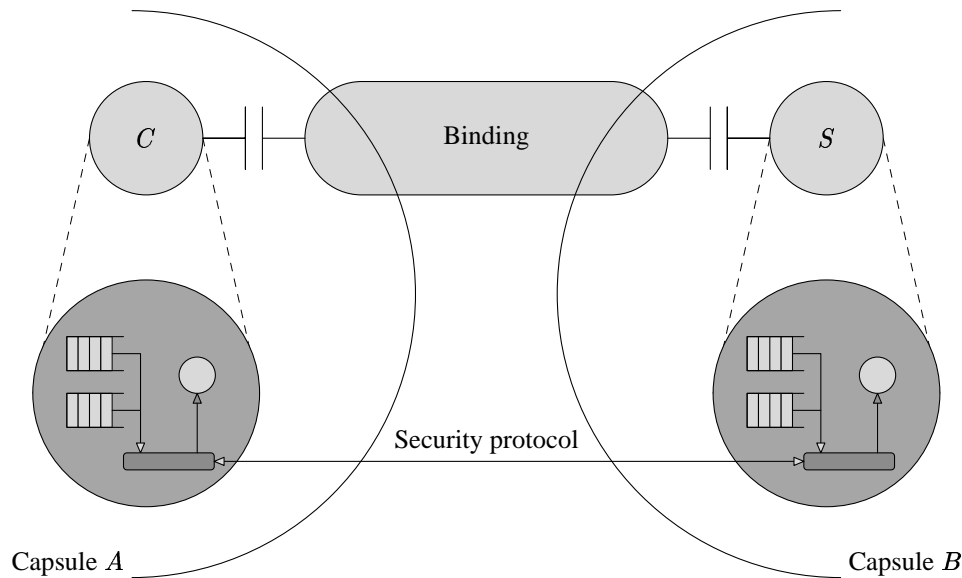 C
Binding
S
Security protocol
Capsule A
Capsule B